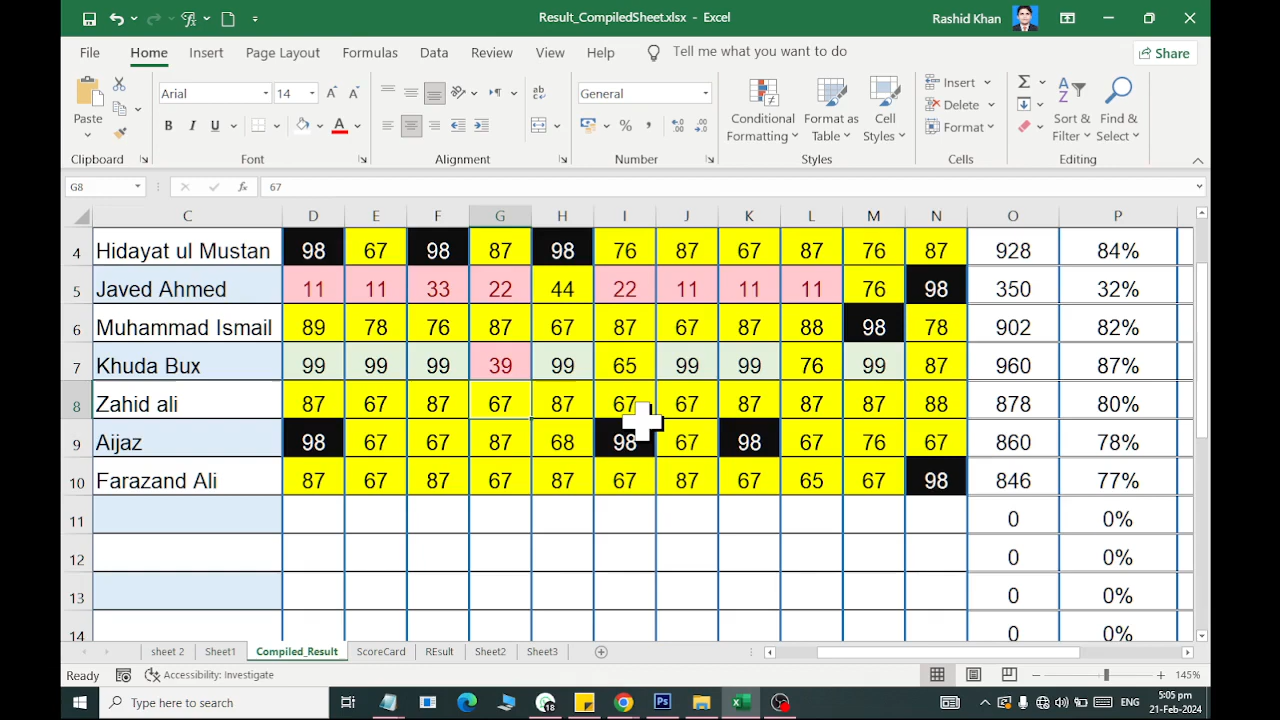 Result_CompiledSheet.xlsx - Excel
Rashid Khan
File Home Insert Page Layout Formulas Data Review View Help Tell me what you want to do Share
Arial 14 General
Paste
B I U A
Conditional Formatting
Format as Table
Cell Styles
Insert
Delete
Format
Sort & Filter
Find & Select
Clipboard Font Alignment Number Styles Cells Editing
G8 fx 67
C D E F G H I J K L M N O P
4 Hidayat ul Mustan 98 67 98 87 98 76 87 67 87 76 87 928 84%
5 Javed Ahmed 11 11 33 22 44 22 11 11 11 76 98 350 32%
6 Muhammad Ismail 89 78 76 87 67 87 67 87 88 98 78 902 82%
7 Khuda Bux 99 99 99 39 99 65 99 99 76 99 87 960 87%
8 Zahid ali 87 67 87 67 87 67 67 87 87 87 88 878 80%
9 Aijaz 98 67 67 87 68 98 67 98 67 76 67 860 78%
10 Farazand Ali 87 67 87 67 87 67 87 67 65 67 98 846 77%
11 0 0%
12 0 0%
13 0 0%
14 0 0%
sheet 2 Sheet1 Compiled_Result ScoreCard REsult Sheet2 Sheet3
Ready Accessibility: Investigate 145%
Type here to search 18 ENG 5:05 pm
21-Feb-2024